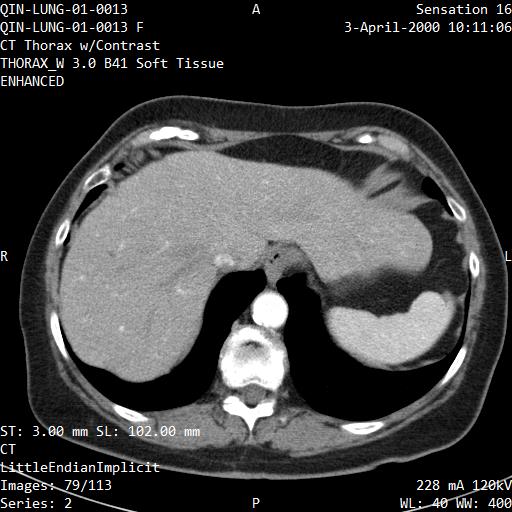 QIN-LUNG-01-0013 A Sensation 16
QIN-LUNG-01-0013 F 3-April-2000 10:11:06
CT Thorax w/Contrast
THORAX_W 3.0 B41 Soft Tissue
ENHANCED
R L
ST: 3.00 mm SL: 102.00 mm
CT
LittleEndianImplicit
Images: 79/113 228 mA 120kV
Series: 2 P WL: 40 WW: 400